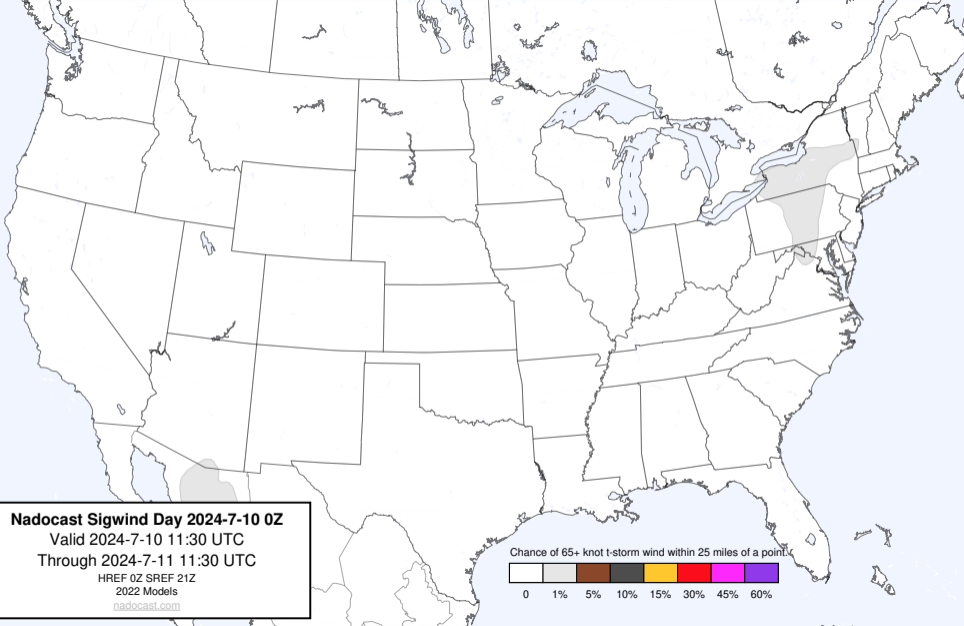 Nadocast Sigwind Day 2024-7-10 0Z
Valid 2024-7-10 11:30 UTC
Through 2024-7-11 11:30 UTC
HREF 0Z SREF 21Z
2022 Models
nadocast.com
Chance of 65+ knot t-storm wind within 25 miles of a point.
0 1% 5% 10% 15% 30% 45% 60%